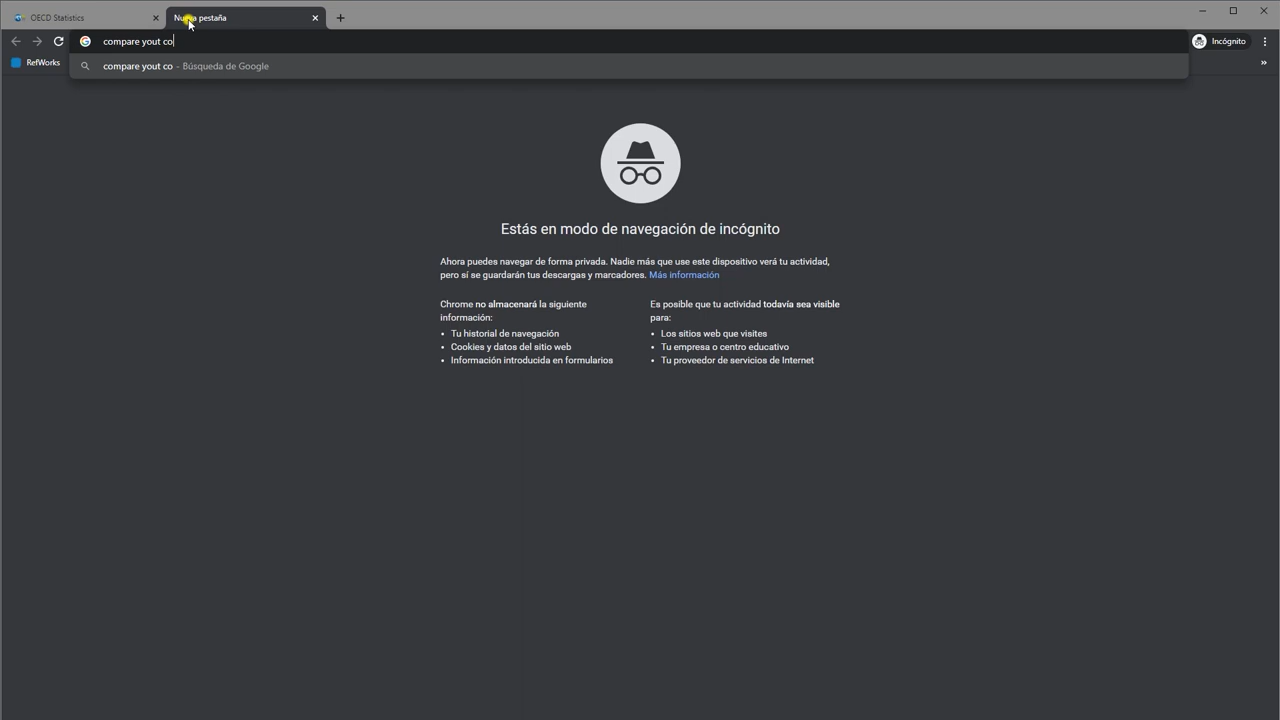 OECD Statistics
Nueva pestaña
compare yout co
Incógnito
compare yout co - Búsqueda de Google
RefWorks
»
Estás en modo de navegación de incógnito
Ahora puedes navegar de forma privada. Nadie más que use este dispositivo verá tu actividad,
pero sí se guardarán tus descargas y marcadores. Más información
Chrome no almacenará la siguiente
información:
• Tu historial de navegación
• Cookies y datos del sitio web
• Información introducida en formularios
Es posible que tu actividad todavía sea visible
para:
• Los sitios web que visites
• Tu empresa o centro educativo
• Tu proveedor de servicios de Internet